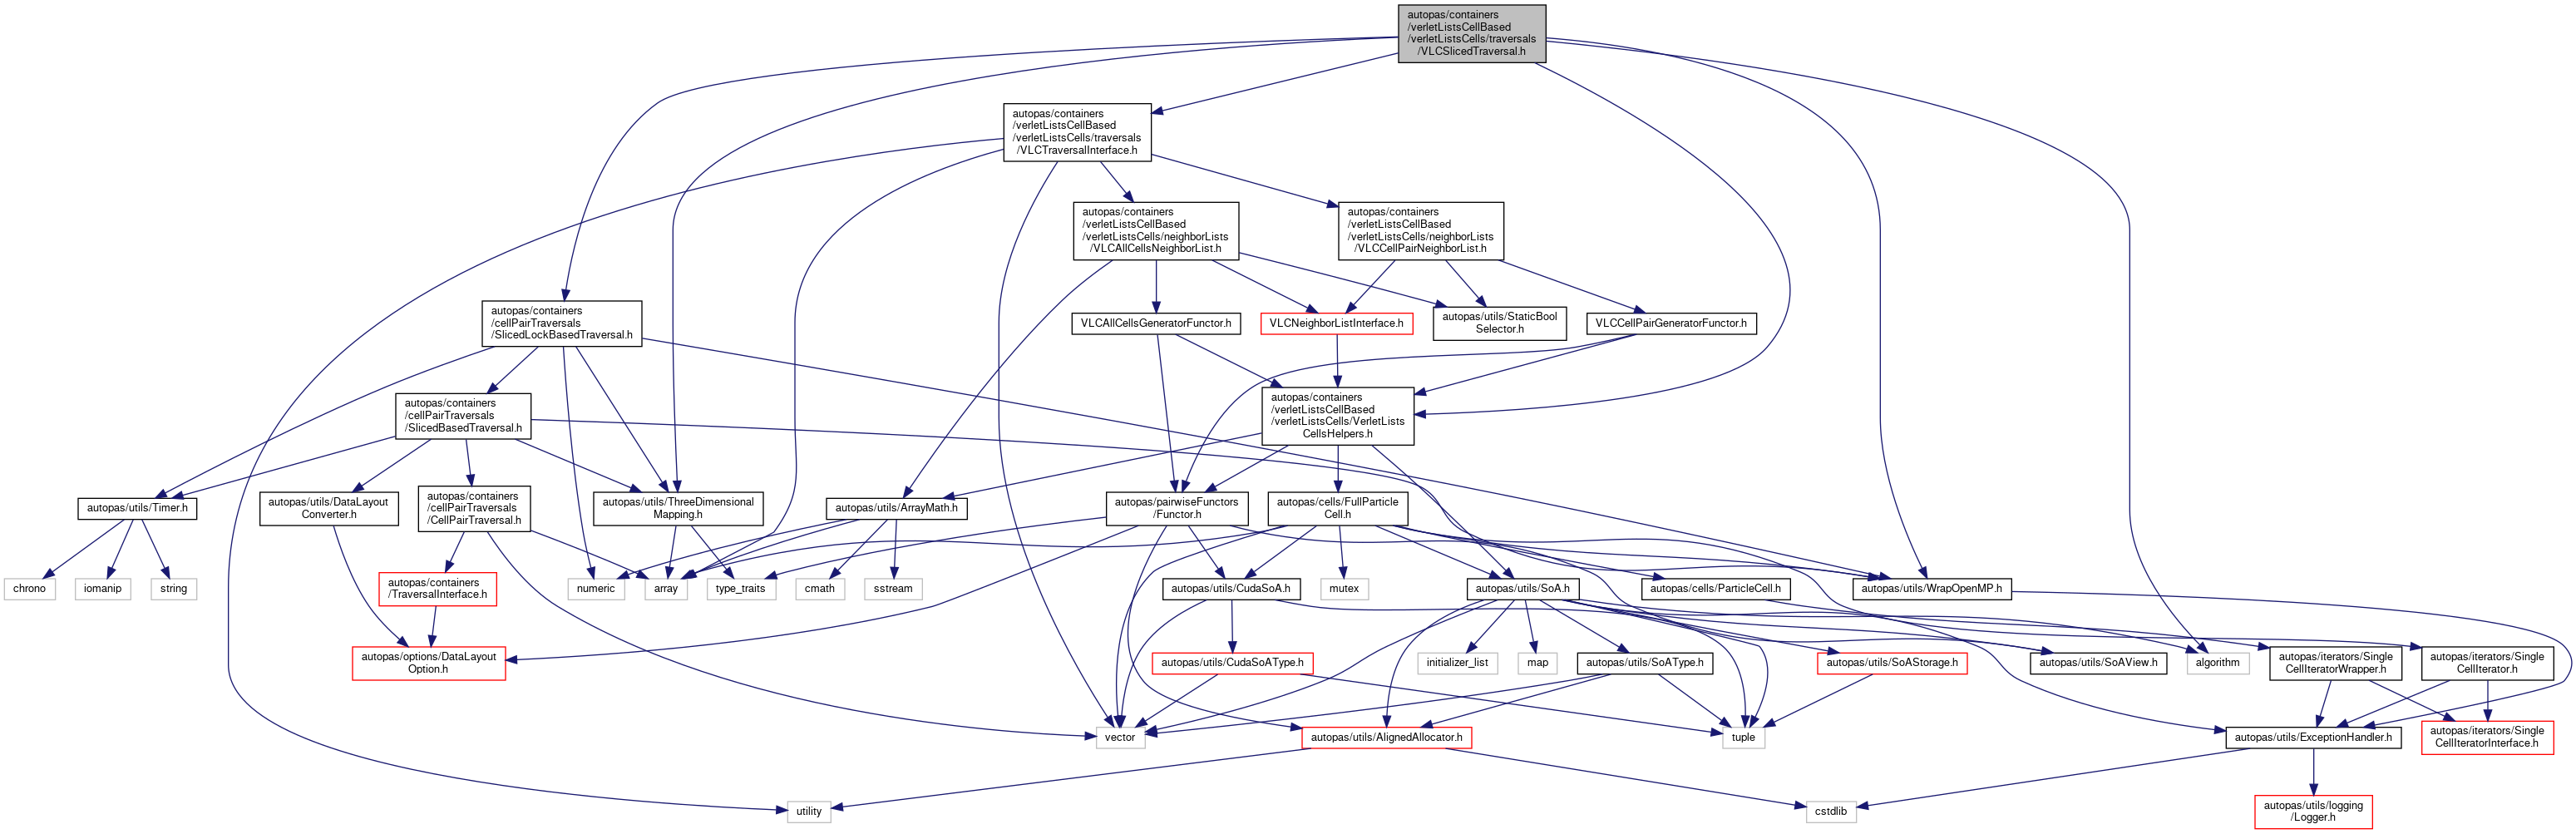 autopas/containers
/verletListsCellBased
/verletListsCells/traversals
/VLCSlicedTraversal.h
autopas/containers
/verletListsCellBased
/verletListsCells/traversals
/VLCTraversalInterface.h
autopas/containers
/verletListsCellBased
/verletListsCells/neighborLists
/VLCAllCellsNeighborList.h
autopas/containers
/verletListsCellBased
/verletListsCells/neighborLists
/VLCCellPairNeighborList.h
autopas/containers
/cellPairTraversals
/SlicedLockBasedTraversal.h
VLCAllCellsGeneratorFunctor.h
VLCNeighborListInterface.h
autopas/utils/StaticBool
Selector.h
VLCCellPairGeneratorFunctor.h
autopas/containers
/cellPairTraversals
/SlicedBasedTraversal.h
autopas/containers
/verletListsCellBased
/verletListsCells/VerletLists
CellsHelpers.h
autopas/utils/Timer.h
autopas/utils/DataLayout
Converter.h
autopas/containers
/cellPairTraversals
/CellPairTraversal.h
autopas/utils/ThreeDimensional
Mapping.h
autopas/utils/ArrayMath.h
autopas/pairwiseFunctors
/Functor.h
autopas/cells/FullParticle
Cell.h
chrono
iomanip
string
autopas/containers
/TraversalInterface.h
numeric
array
type_traits
cmath
sstream
autopas/utils/CudaSoA.h
mutex
autopas/utils/SoA.h
autopas/cells/ParticleCell.h
autopas/utils/WrapOpenMP.h
autopas/options/DataLayout
Option.h
autopas/utils/CudaSoAType.h
initializer_list
map
autopas/utils/SoAType.h
autopas/utils/SoAStorage.h
autopas/utils/SoAView.h
algorithm
autopas/iterators/Single
CellIteratorWrapper.h
autopas/iterators/Single
CellIterator.h
vector
autopas/utils/AlignedAllocator.h
tuple
autopas/utils/ExceptionHandler.h
autopas/iterators/Single
CellIteratorInterface.h
utility
cstdlib
autopas/utils/logging
/Logger.h